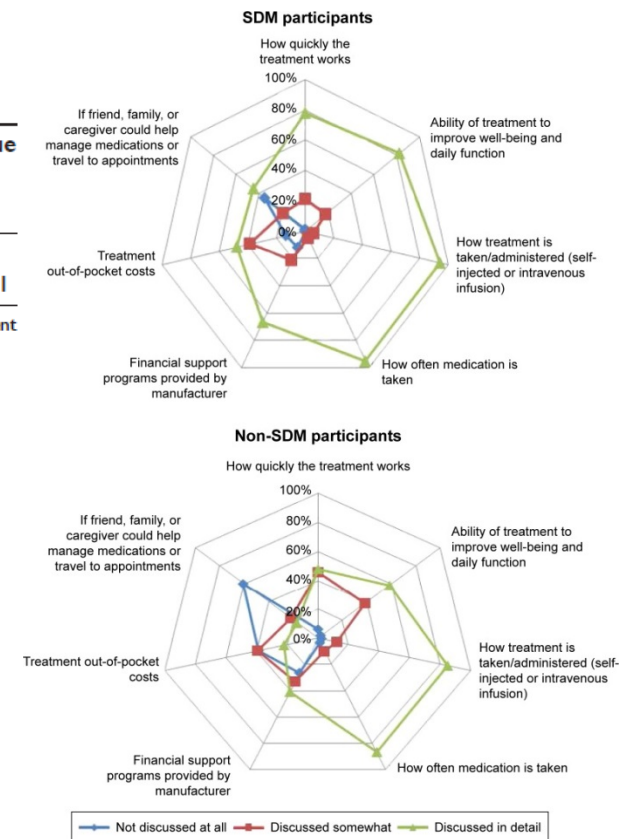 SDM participants
How quickly the
treatment works
100%
80%
60%
40%
20%
0%
Ability of treatment to
improve well-being and
daily function
How treatment is
taken/administered (self-
injected or intravenous
infusion)
How often medication is
taken
Financial support
programs provided by
manufacturer
Treatment
out-of-pocket costs
If friend, family, or
caregiver could help
manage medications or
travel to appointments
Non-SDM participants
How quickly the treatment works
100%
80%
60%
40%
20%
0%
Ability of treatment to
improve well-being and
daily function
How treatment is
taken/administered (self-
injected or intravenous
infusion)
How often medication is taken
Financial support
programs provided by
manufacturer
Treatment out-of-pocket
costs
If friend, family, or
caregiver could help
manage medications or
travel to appointments
Not discussed at all
Discussed somewhat
Discussed in detail